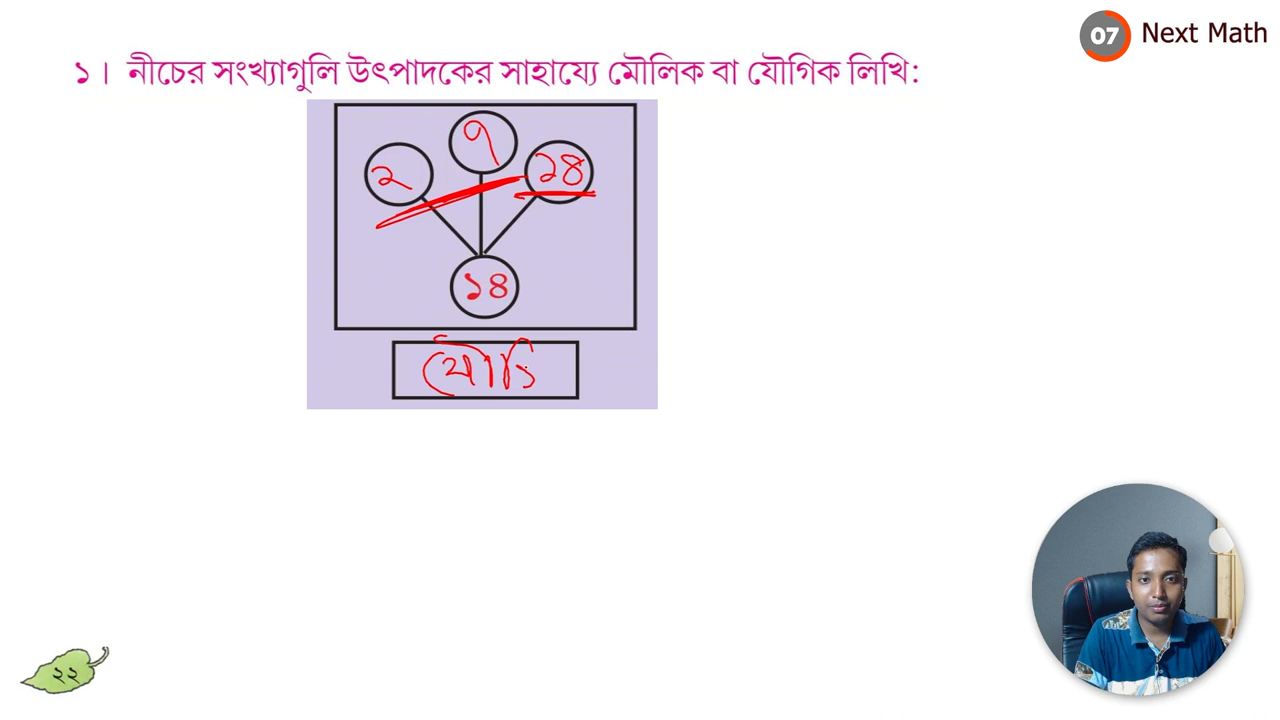 07 Next Math
১। নীচের সংখ্যাগুলি উৎপাদকের সাহায্যে মৌলিক বা যৌগিক লিখি:
২ ৭ ১৪
১৪
যৌগি
২২